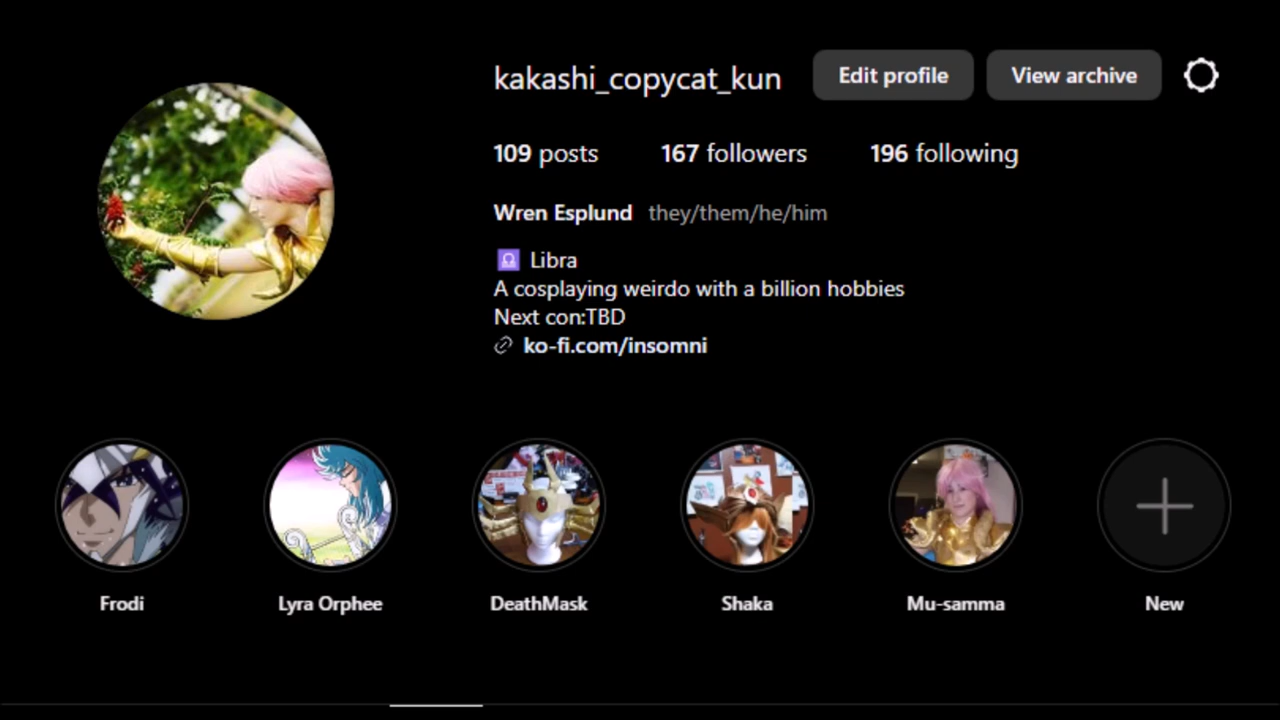 kakashi_copycat_kun Edit profile View archive
109 posts 167 followers 196 following
Wren Esplund they/them/he/him
♎ Libra
A cosplaying weirdo with a billion hobbies
Next con:TBD
ko-fi.com/insomni
Frodi Lyra Orphee DeathMask Shaka Mu-samma New